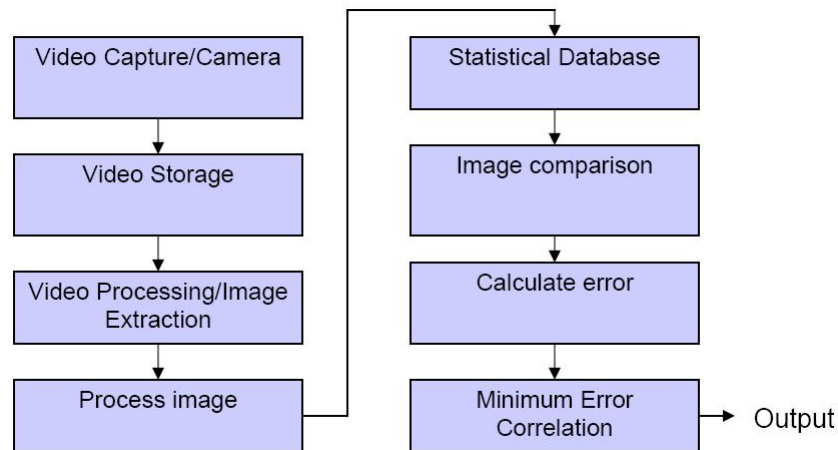 Video Capture/Camera
Video Storage
Video Processing/Image
Extraction
Process image
Statistical Database
Image comparison
Calculate error
Minimum Error
Correlation
Output